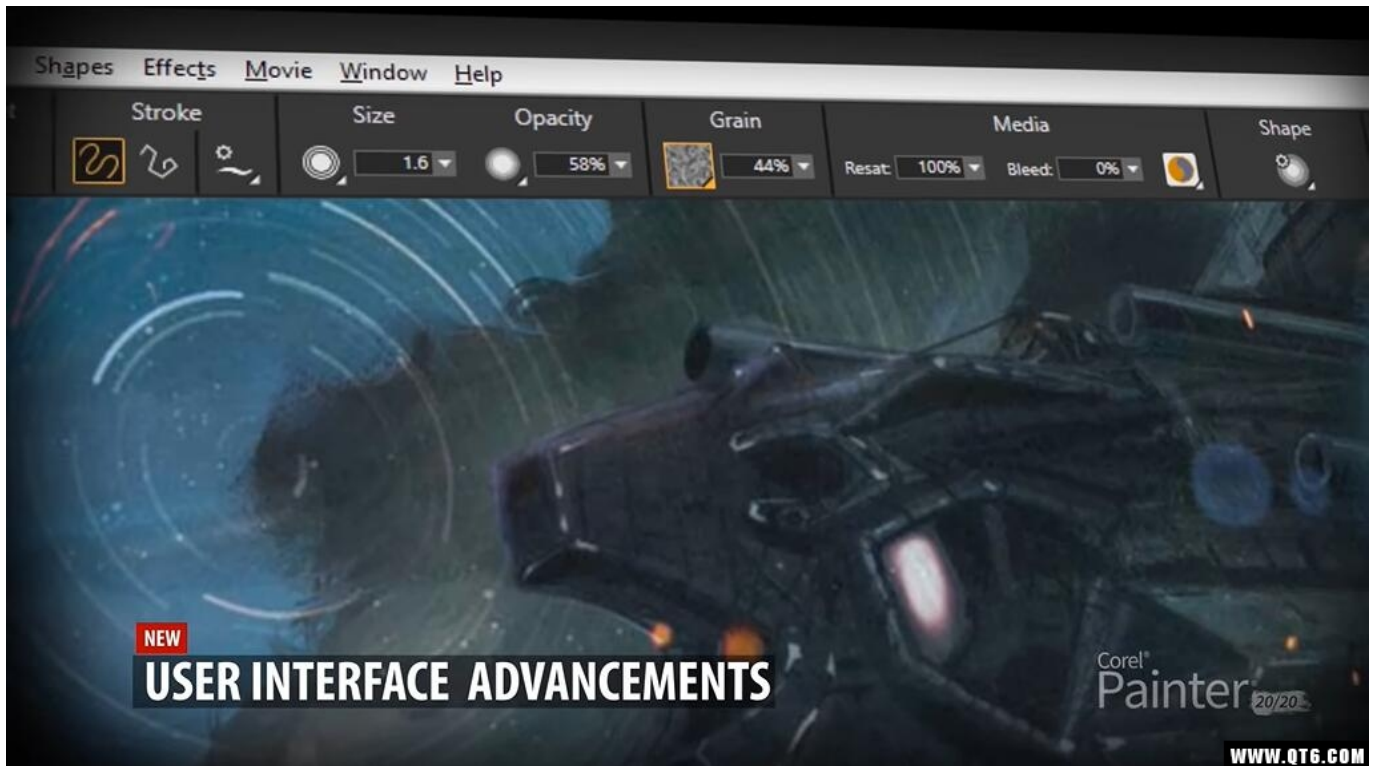 Shapes Effects Movie Window Help
Stroke Size Opacity Grain Media Shape
1.6 58% 44% Resat: 100% Bleed: 0%
NEW
USER INTERFACE ADVANCEMENTS
Corel®
Painter® 20/20
WWW.QT6.COM